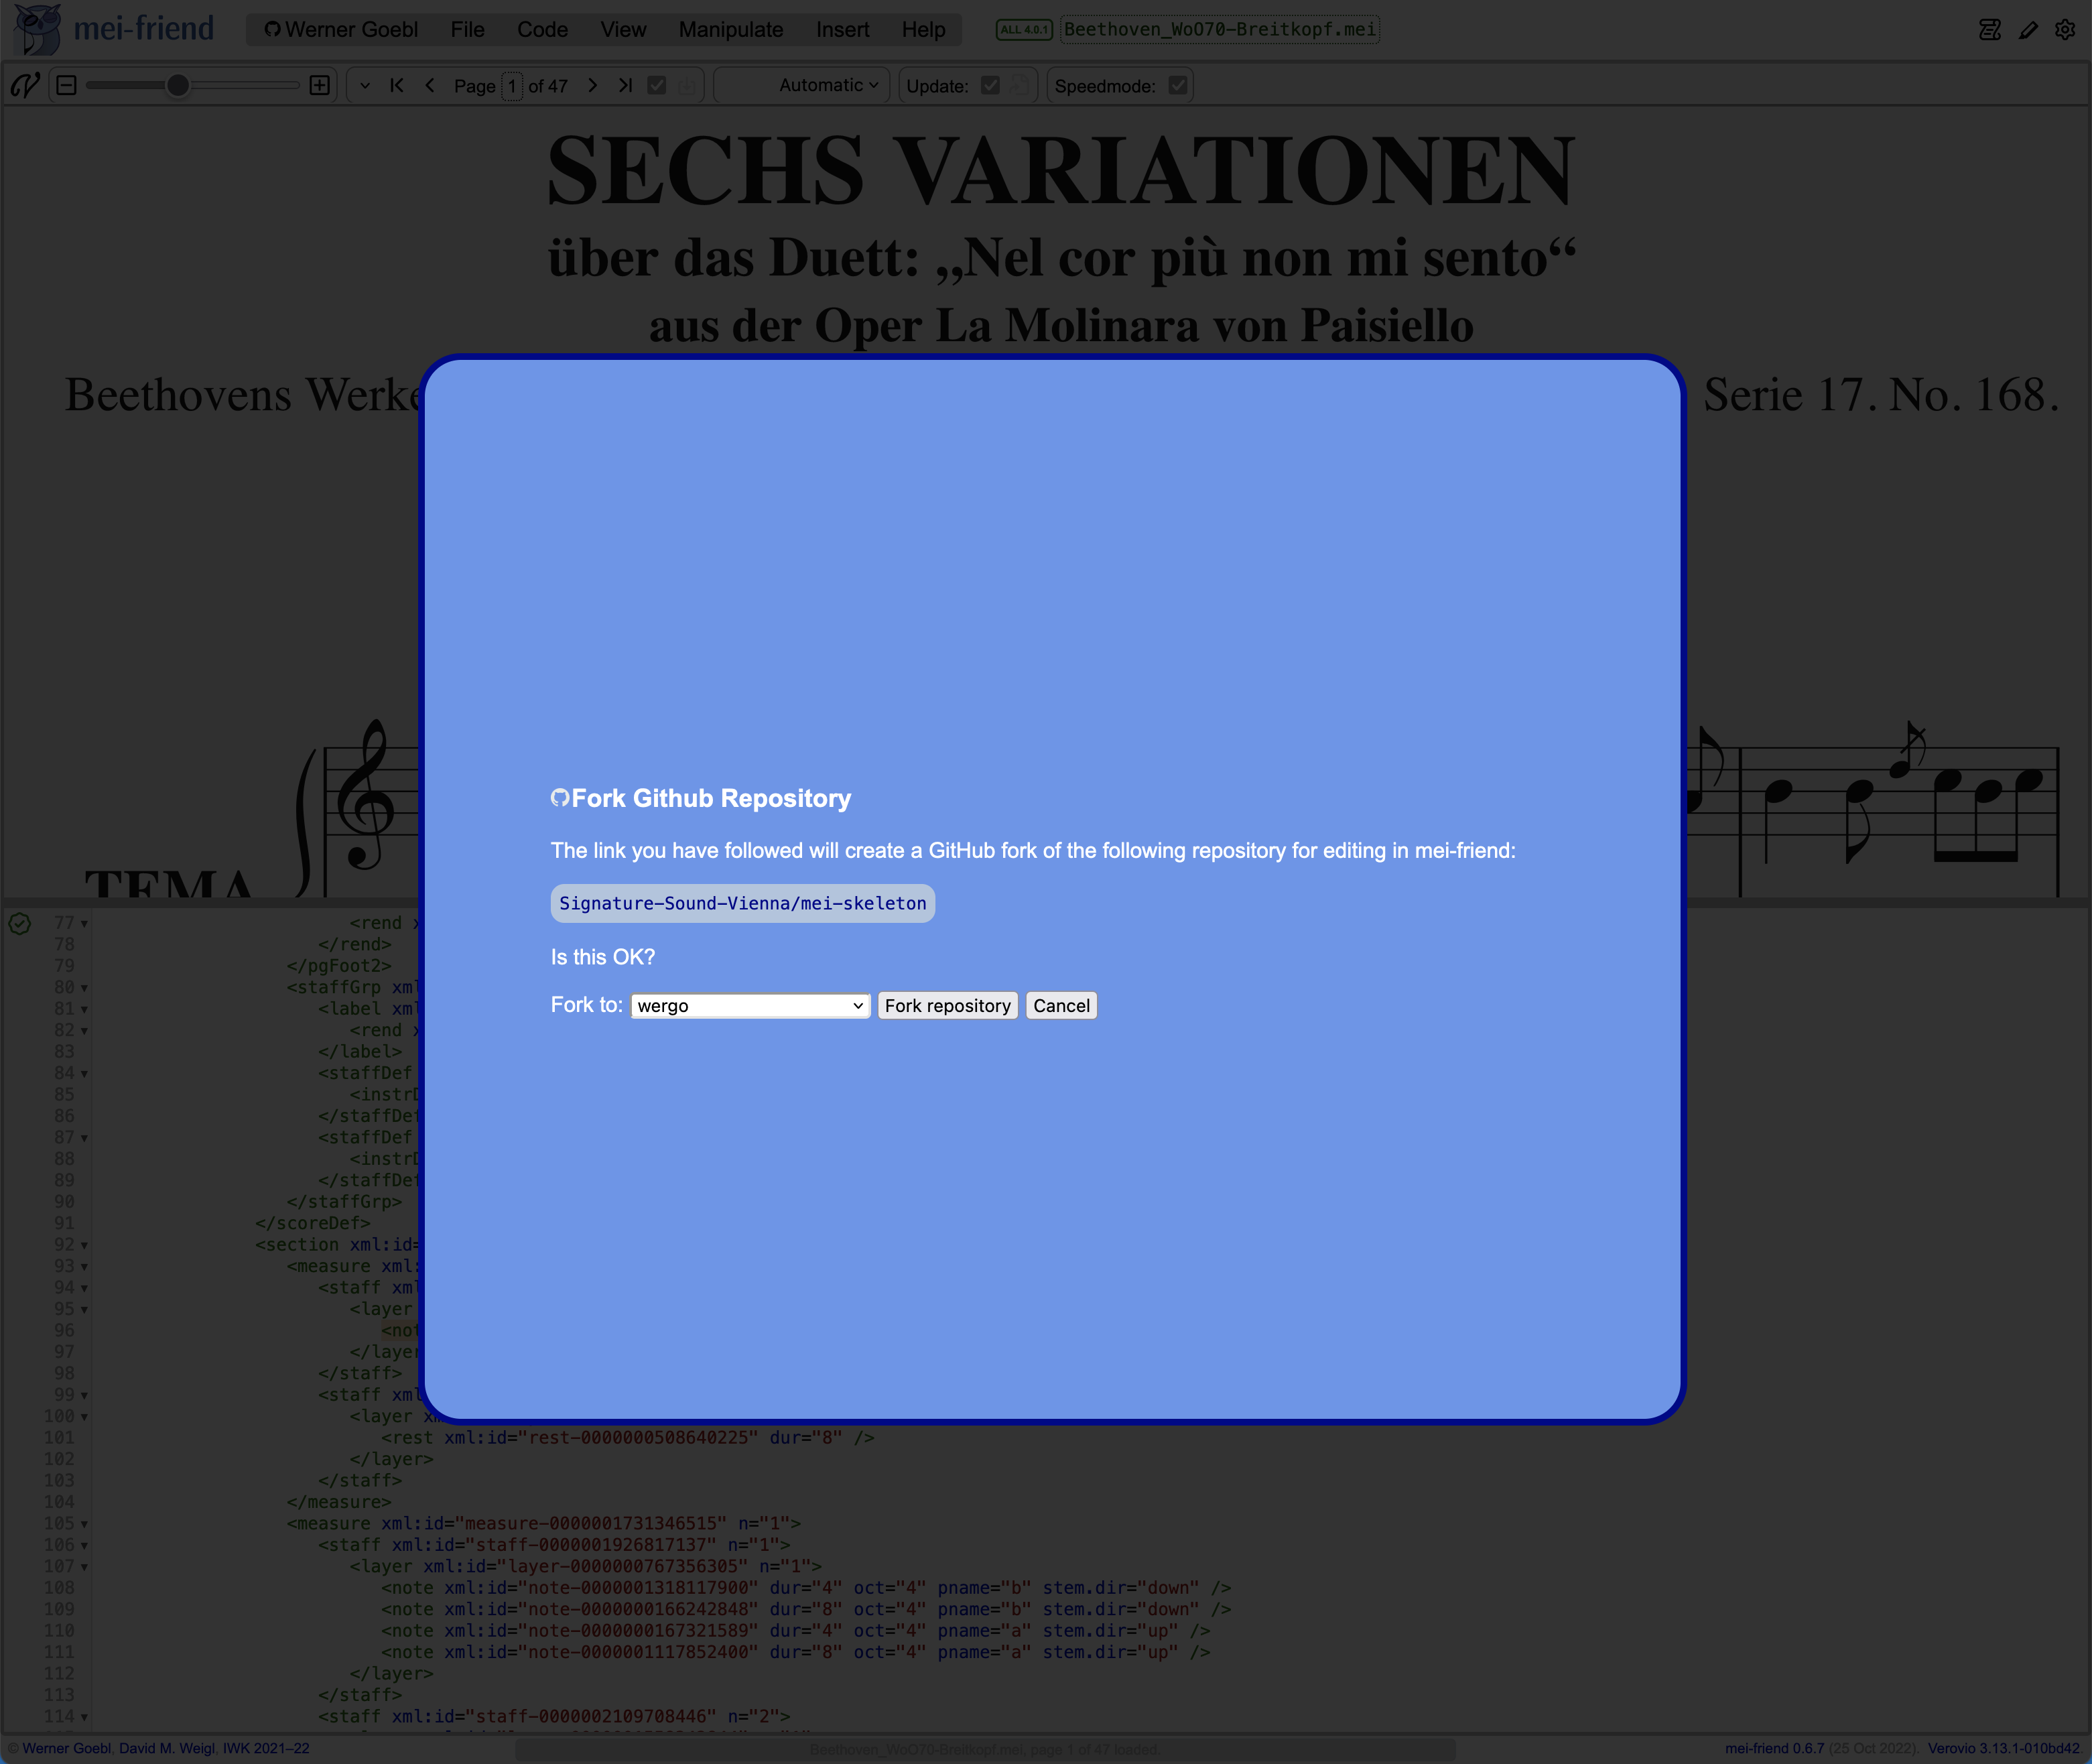 mei-friend Werner Goebl File Code View Manipulate Insert Help ALL 4.0.1 Beethoven_WoO70-Breitkopf.mei
Page 1 of 47 Automatic Update: Speedmode:
SECHS VARIATIONEN
über das Duett: „Nel cor più non mi sento“
aus der Oper La Molinara von Paisiello
Beethovens Werke Serie 17. No. 168.
TEMA
Fork Github Repository
The link you have followed will create a GitHub fork of the following repository for editing in mei-friend:
Signature-Sound-Vienna/mei-skeleton
Is this OK?
Fork to: wergo Fork repository Cancel
77 <rend x
78 </rend>
79 </pgFoot2>
80 <staffGrp xml
81 <label xml
82 <rend x
83 </label>
84 <staffDef
85 <instrD
86 </staffDef
87 <staffDef
88 <instrD
89 </staffDef
90 </staffGrp>
91 </scoreDef>
92 <section xml:id=
93 <measure xml:
94 <staff xml
95 <layer
96 <not
97 </layer
98 </staff>
99 <staff xml
100 <layer xm
101 <rest xml:id="rest-0000000508640225" dur="8" />
102 </layer>
103 </staff>
104 </measure>
105 <measure xml:id="measure-0000001731346515" n="1">
106 <staff xml:id="staff-0000001926817137" n="1">
107 <layer xml:id="layer-0000000767356305" n="1">
108 <note xml:id="note-0000001318117900" dur="4" oct="4" pname="b" stem.dir="down" />
109 <note xml:id="note-0000000166242848" dur="8" oct="4" pname="b" stem.dir="down" />
110 <note xml:id="note-0000000167321589" dur="4" oct="4" pname="a" stem.dir="up" />
111 <note xml:id="note-0000001117852400" dur="8" oct="4" pname="a" stem.dir="up" />
112 </layer>
113 </staff>
114 <staff xml:id="staff-0000002109708446" n="2">
© Werner Goebl, David M. Weigl, IWK 2021–22 Beethoven_WoO70-Breitkopf.mei, page 1 of 47 loaded. mei-friend 0.6.7 (25 Oct 2022). Verovio 3.13.1-010bd42.